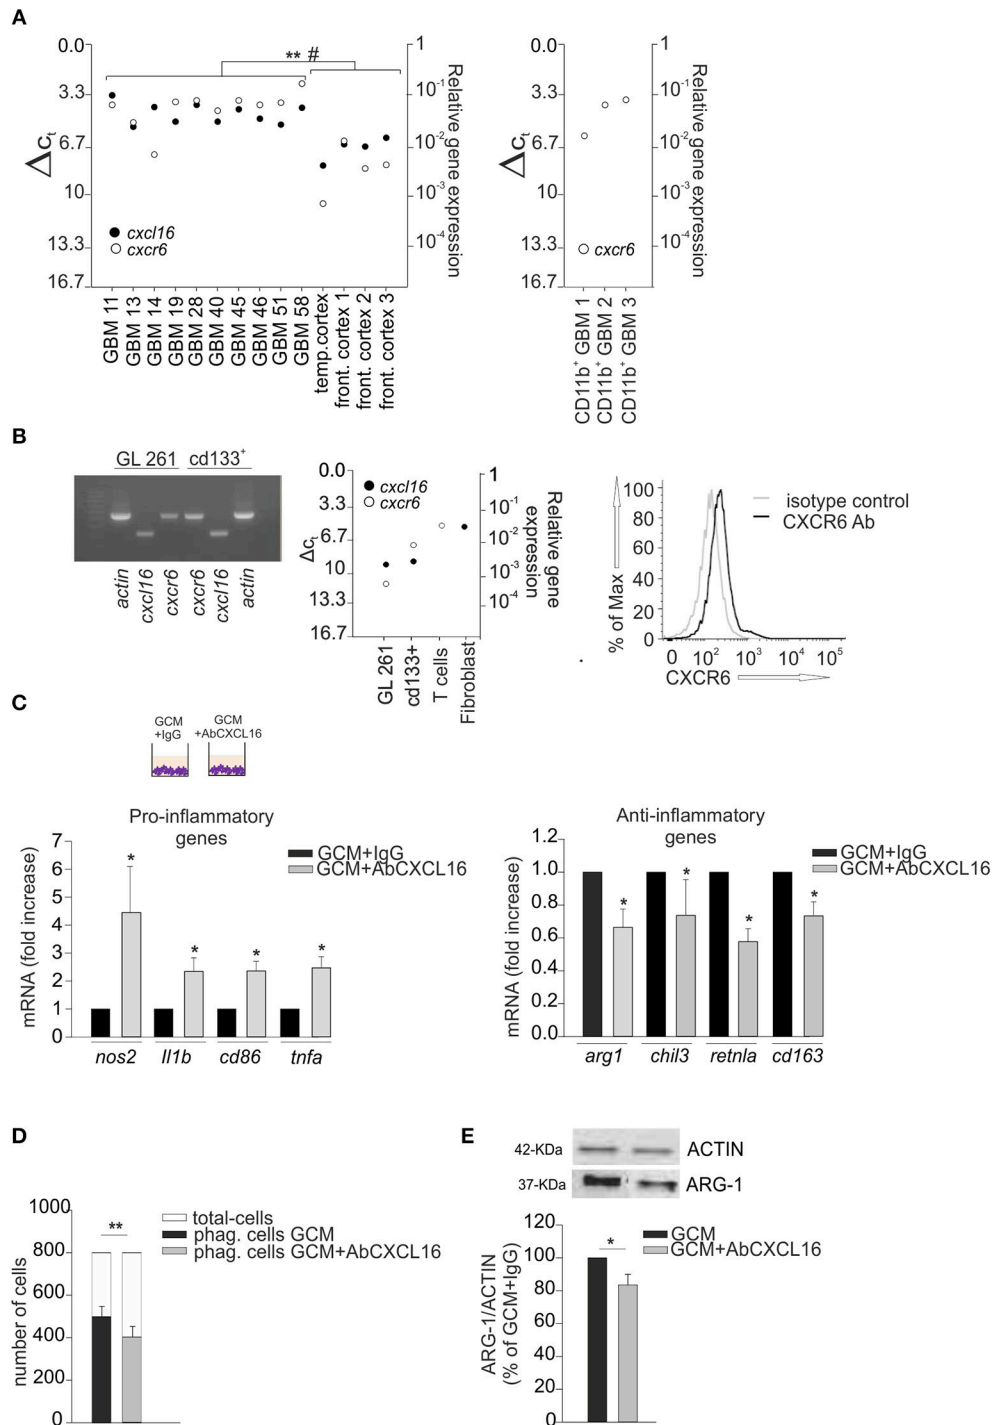 A
** #
0.0
3.3
6.7
10
13.3
16.7
ΔCt
1
10-1
10-2
10-3
10-4
Relative gene expression
cxcl16
cxcr6
GBM 11
GBM 13
GBM 14
GBM 19
GBM 28
GBM 40
GBM 45
GBM 46
GBM 51
GBM 58
temp.cortex
front. cortex 1
front. cortex 2
front. cortex 3
0.0
3.3
6.7
10
13.3
16.7
ΔCt
1
10-1
10-2
10-3
10-4
Relative gene expression
cxcr6
CD11b+ GBM 1
CD11b+ GBM 2
CD11b+ GBM 3
B
GL 261 cd133+
actin
cxcl16
cxcr6
cxcr6
cxcl16
actin
0.0
3.3
6.7
10
13.3
16.7
Δct
cxcl16
cxcr6
1
10-1
10-2
10-3
10-4
Relative gene
expression
GL 261
cd133+
T cells
Fibroblast
100
80
60
40
20
0
% of Max
isotype control
CXCR6 Ab
0 102 103 104 105
CXCR6
C
GCM
+IgG
GCM
+AbCXCL16
Pro-inflammatory
genes
GCM+IgG
GCM+AbCXCL16
7
6
5
4
3
2
1
0
mRNA (fold increase)
* * * *
nos2 Il1b cd86 tnfa
Anti-inflammatory
genes
GCM+IgG
GCM+AbCXCL16
1.2
1.0
0.8
0.6
0.4
0.2
0.0
mRNA (fold increase)
* * * *
arg1 chil3 retnla cd163
D
1000
800
600
400
200
0
number of cells
**
total-cells
phag. cells GCM
phag. cells GCM+AbCXCL16
E
42-KDa ACTIN
37-KDa ARG-1
120
100
80
60
40
20
0
ARG-1/ACTIN
(% of GCM+IgG)
*
GCM
GCM+AbCXCL16